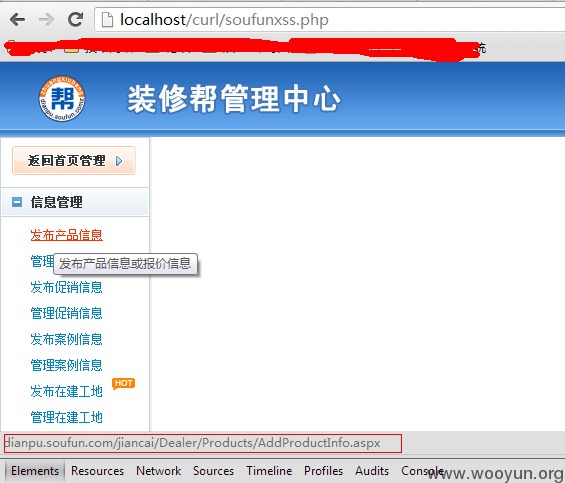 localhost/curl/soufunxss.php
统
帮
装修帮管理中心
返回首页管理
信息管理
发布产品信息
管理
发布产品信息或报价信息
发布促销信息
管理促销信息
发布案例信息
管理案例信息
发布在建工地 HOT
管理在建工地
dianpu.soufun.com/jiancai/Dealer/Products/AddProductInfo.aspx
Elements Resources Network Sources Timeline Profiles Audits Console
www.wooyun.org